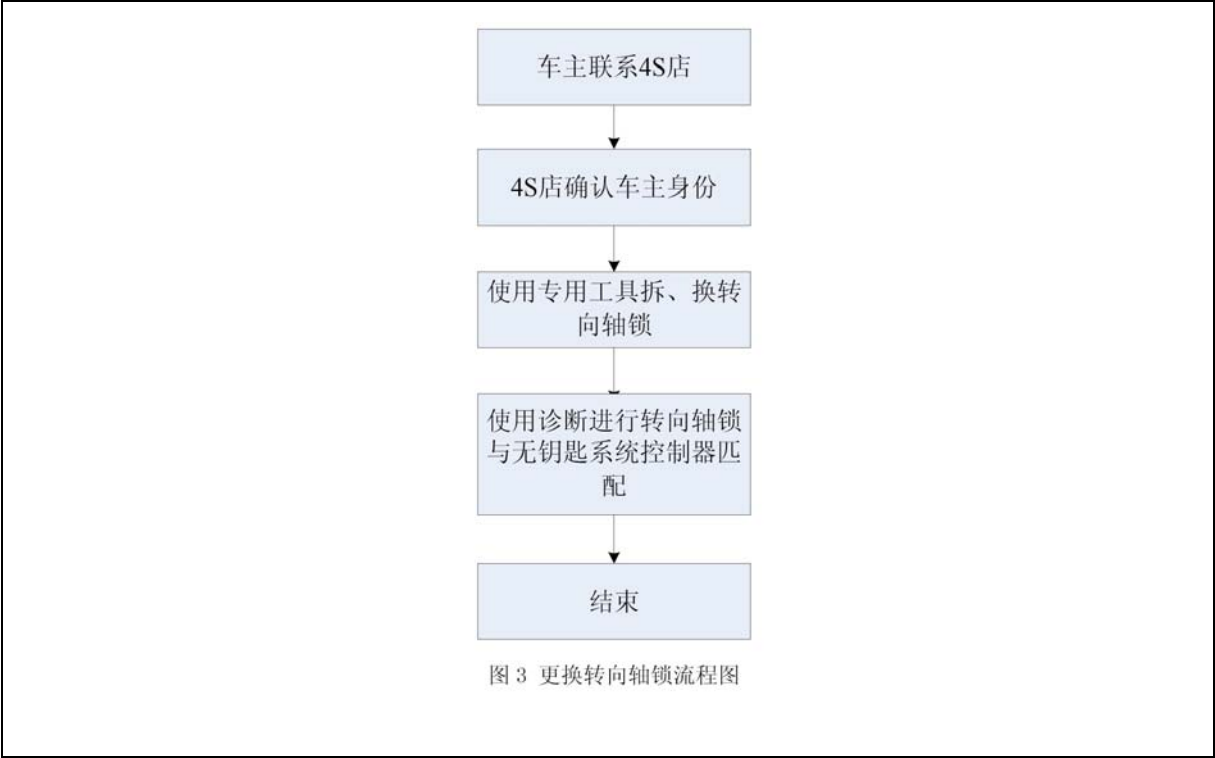 车主联系4S店
4S店确认车主身份
使用专用工具拆、换转
向轴锁
使用诊断进行转向轴锁
与无钥匙系统控制器匹
配
结束
图 3 更换转向轴锁流程图